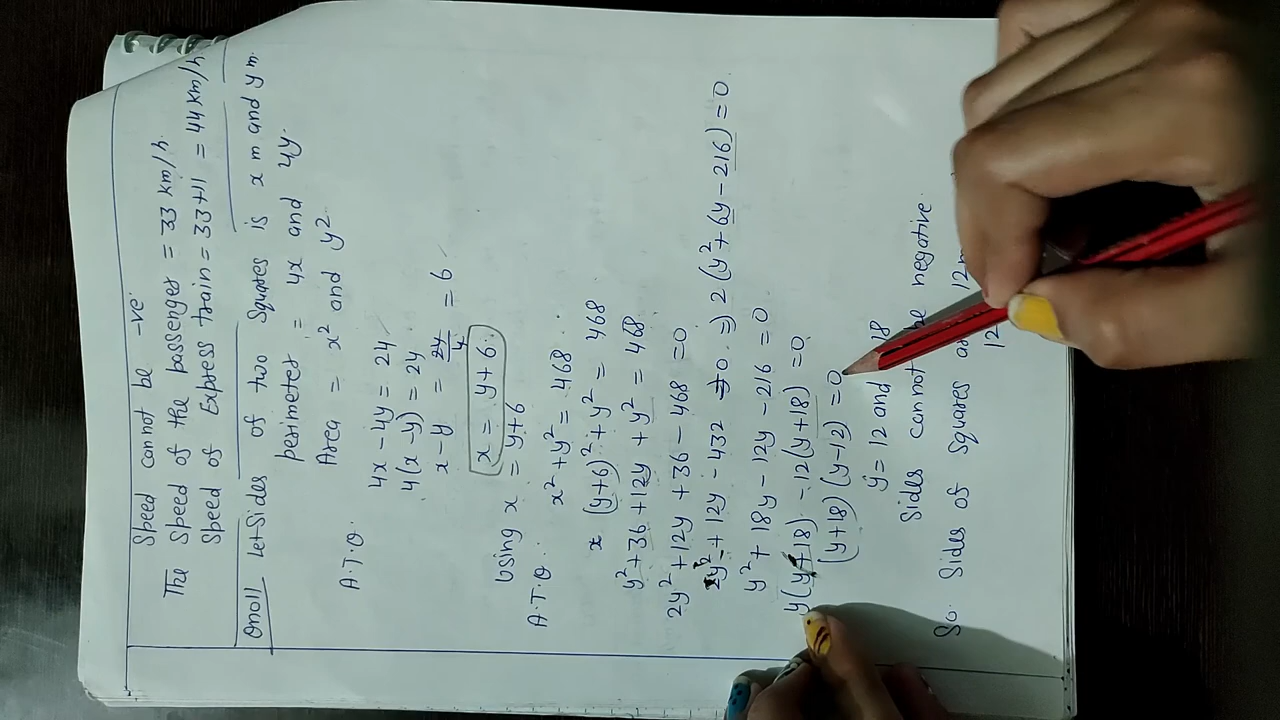 Speed cannot be -ve
The Speed of the passenger = 33 km/h.
Speed of Express train = 33+11 = 44 km/h
Qno11 let Sides of two Squares is x m and y m.
perimeter = 4x and 4y.
Area = x² and y²
A.T.Q.
4x - 4y = 24
4(x - y) = 24
x - y = 24/4 = 6
x = y + 6.
Using x = y+6
A.T.Q.
x² + y² = 468.
x (y+6)² + y² = 468
y² + 36 + 12y + y² = 468
2y² + 12y + 36 - 468 = 0
2y² + 12y - 432 = 0. => 2(y² + 6y - 216) = 0.
y² + 18y - 12y - 216 = 0
y(y+18) - 12(y+18) = 0
(y+18) (y-12) = 0
y = 12 and 18
Sides cannot be negative.
So. Sides of Squares 12
12